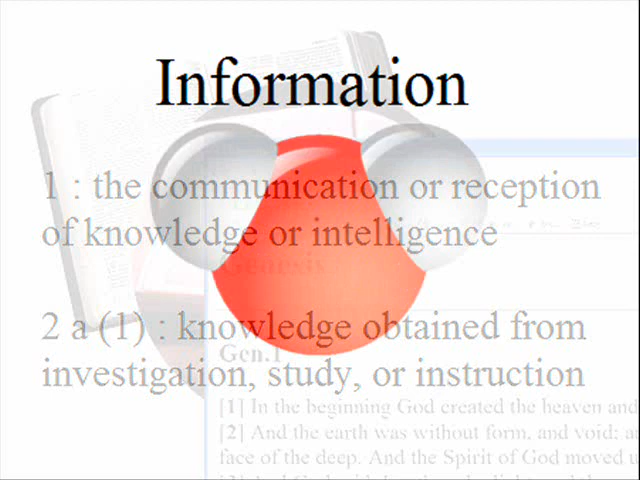 Information
1 : the communication or reception
of knowledge or intelligence
Genesis
2 a (1) : knowledge obtained from
Gen.1
investigation, study, or instruction
[1] In the beginning God created the heaven and
[2] And the earth was without form, and void; a
face of the deep. And the Spirit of God moved u